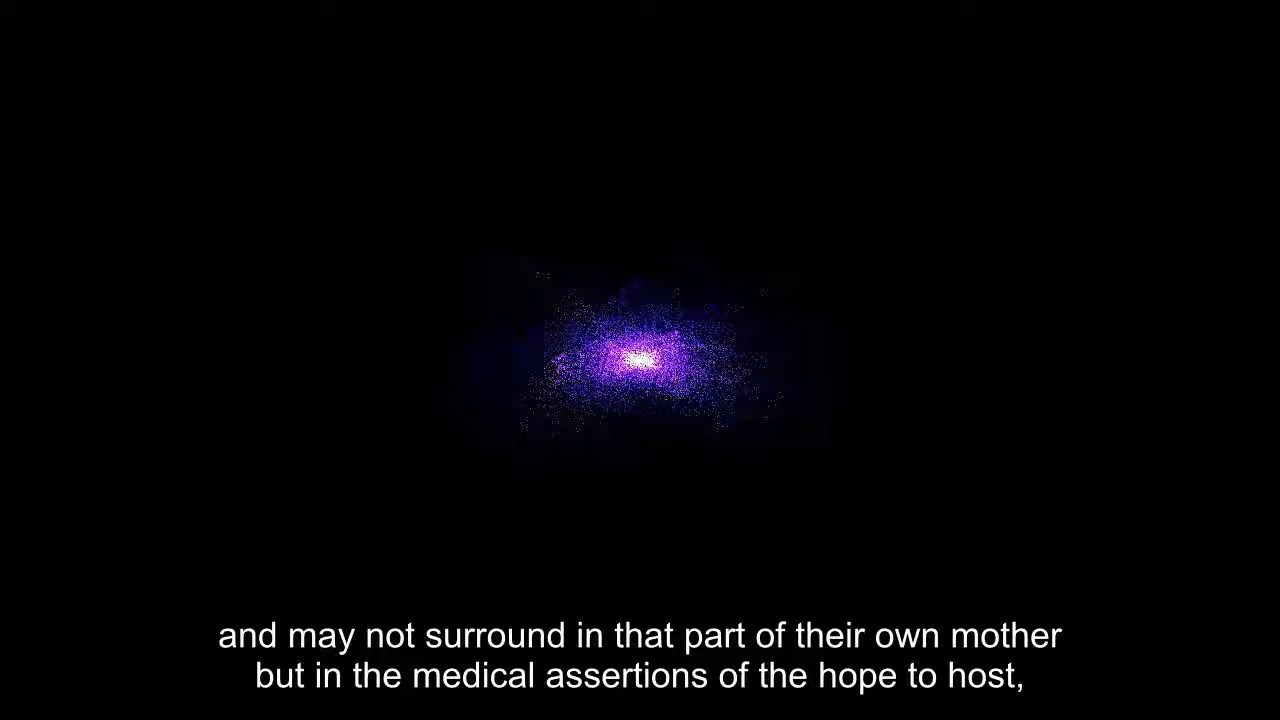 and may not surround in that part of their own mother
but in the medical assertions of the hope to host,